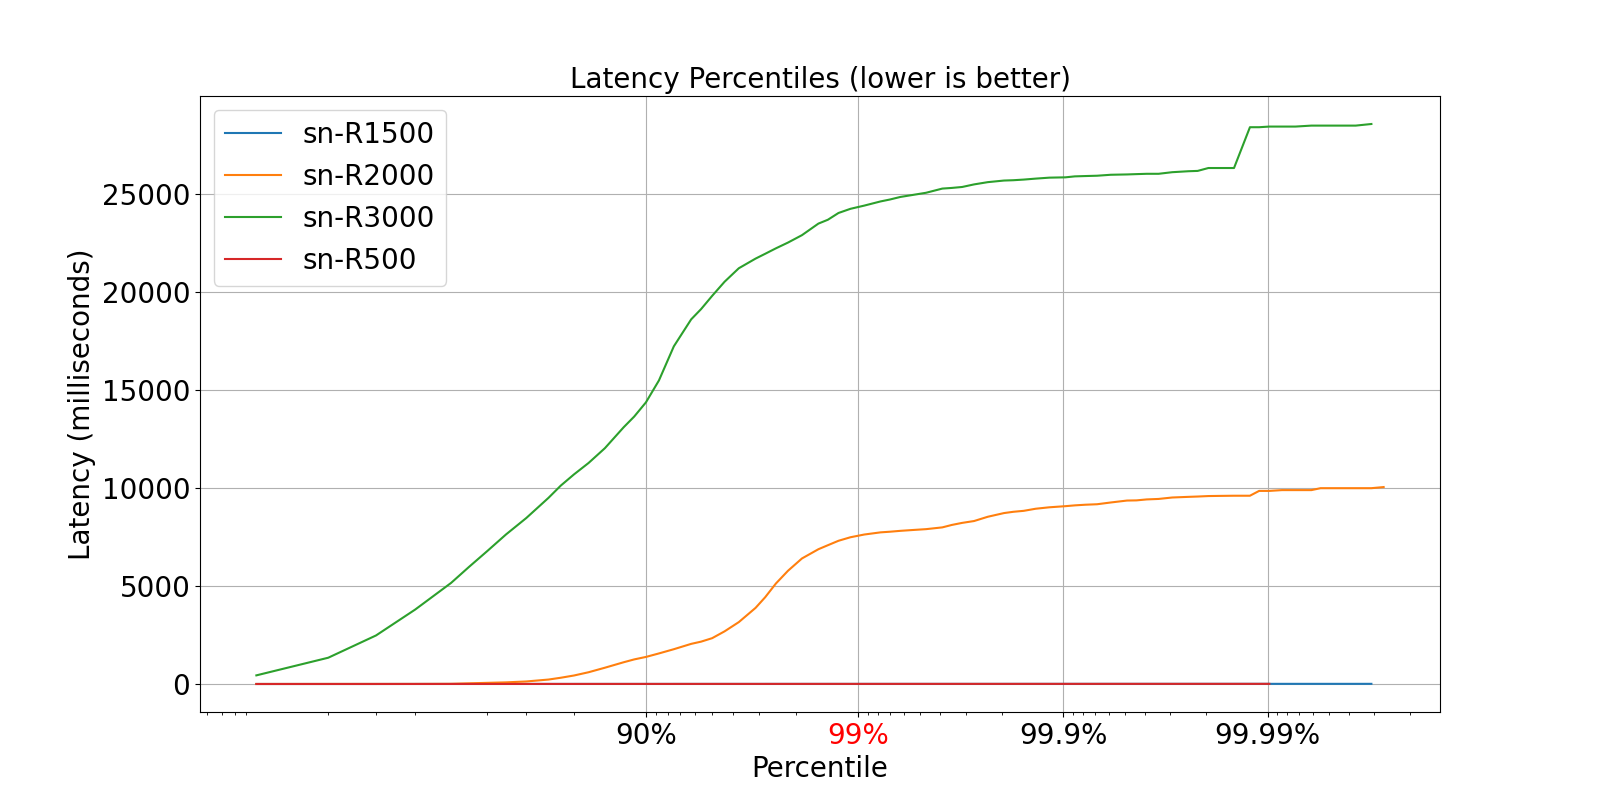 Latency Percentiles (lower is better)
sn-R1500
sn-R2000
sn-R3000
sn-R500
25000
20000
15000
10000
5000
0
Latency (milliseconds)
90% 99% 99.9% 99.99%
Percentile